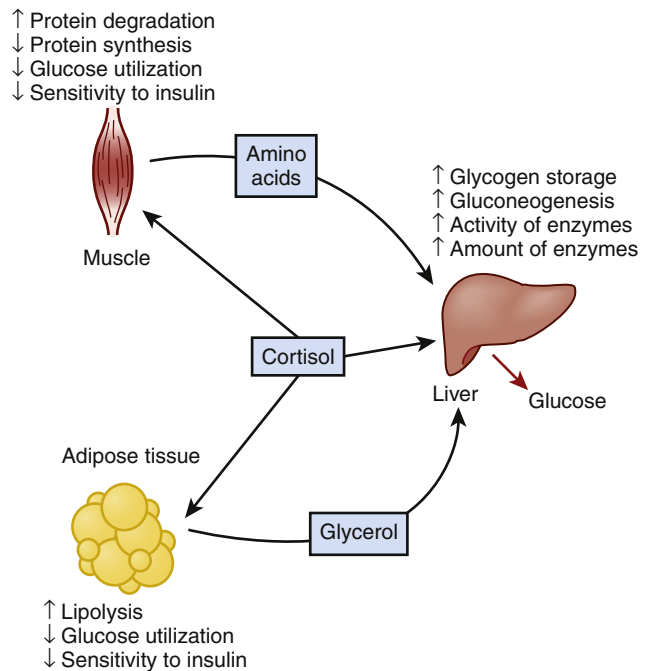 ↑ Protein degradation
↓ Protein synthesis
↓ Glucose utilization
↓ Sensitivity to insulin
Muscle
Amino
acids
↑ Glycogen storage
↑ Gluconeogenesis
↑ Activity of enzymes
↑ Amount of enzymes
Cortisol
Liver
Glucose
Adipose tissue
Glycerol
↑ Lipolysis
↓ Glucose utilization
↓ Sensitivity to insulin